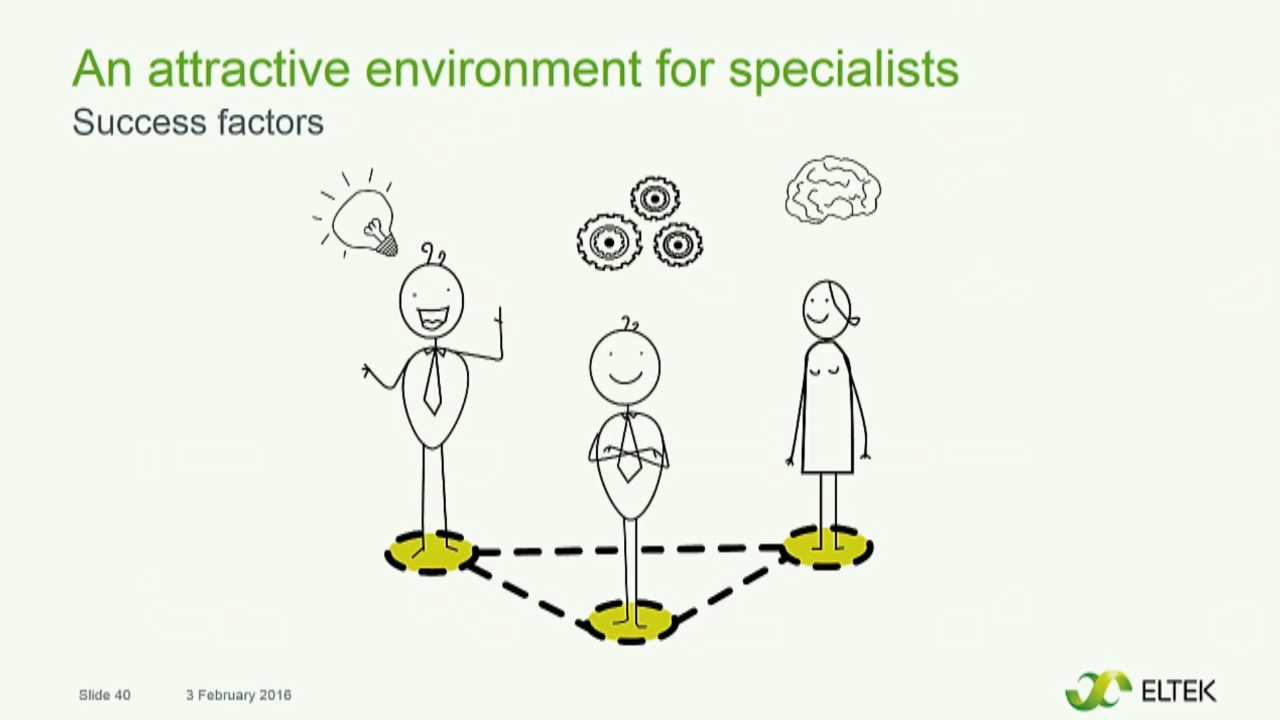 An attractive environment for specialists
Success factors
Slide 40 3 February 2016
ELTEK